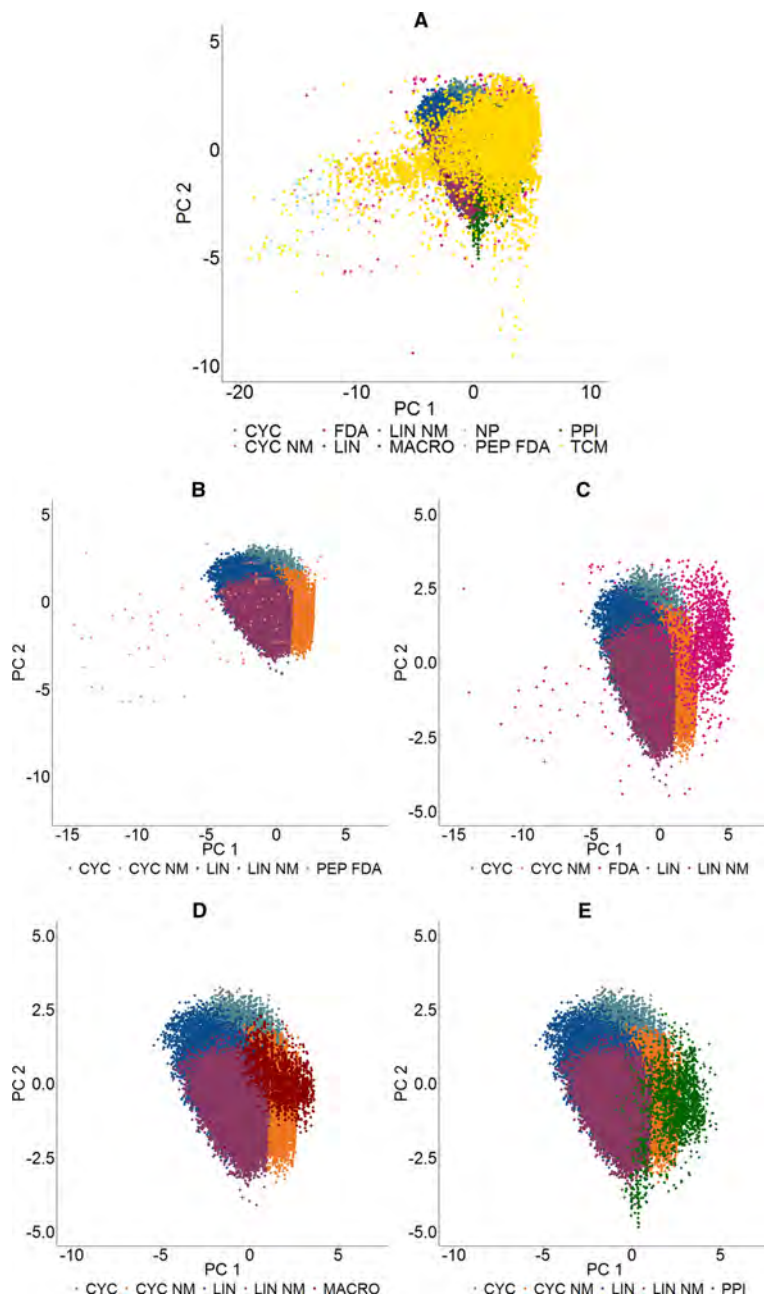 A
5
0
-5
-10
PC 2
-20
-10
0
10
PC 1
· CYC · FDA · LIN NM · NP · PPI
· CYC NM · LIN · MACRO · PEP FDA · TCM
B
5
0
-5
-10
PC 2
-15
-10
-5
0
5
PC 1
· CYC · CYC NM · LIN · LIN NM · PEP FDA
C
5.0
2.5
0.0
-2.5
-5.0
PC 2
-15
-10
-5
0
5
PC 1
· CYC · CYC NM · FDA · LIN · LIN NM
D
5.0
2.5
0.0
-2.5
-5.0
PC 2
-10
-5
0
5
PC 1
· CYC · CYC NM · LIN · LIN NM · MACRO
E
5.0
2.5
0.0
-2.5
-5.0
PC 2
-10
-5
0
5
PC 1
· CYC · CYC NM · LIN · LIN NM · PPI